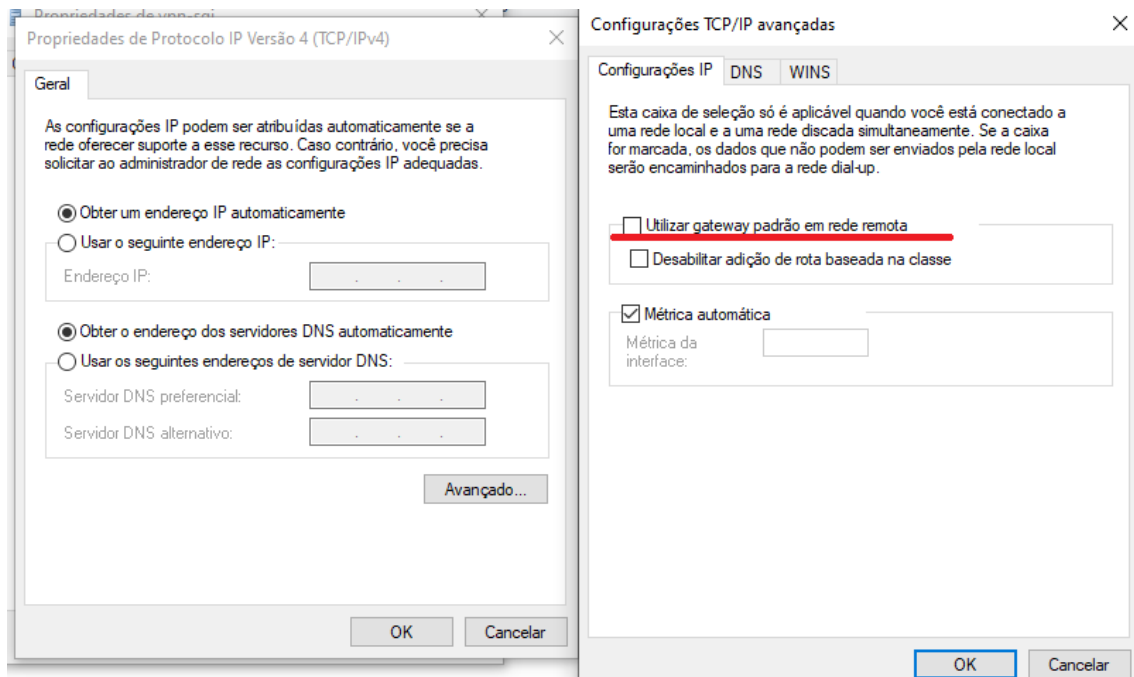 Propriedades de vpn-sgi
Propriedades de Protocolo IP Versão 4 (TCP/IPv4)
Geral
As configurações IP podem ser atribuídas automaticamente se a
rede oferecer suporte a esse recurso. Caso contrário, você precisa
solicitar ao administrador de rede as configurações IP adequadas.
Obter um endereço IP automaticamente
Usar o seguinte endereço IP:
Endereço IP:
Obter o endereço dos servidores DNS automaticamente
Usar os seguintes endereços de servidor DNS:
Servidor DNS preferencial:
Servidor DNS alternativo:
Avançado...
OK Cancelar
Configurações TCP/IP avançadas
Configurações IP DNS WINS
Esta caixa de seleção só é aplicável quando você está conectado a
uma rede local e a uma rede discada simultaneamente. Se a caixa
for marcada, os dados que não podem ser enviados pela rede local
serão encaminhados para a rede dial-up.
Utilizar gateway padrão em rede remota
Desabilitar adição de rota baseada na classe
Métrica automática
Métrica da
interface:
OK Cancelar